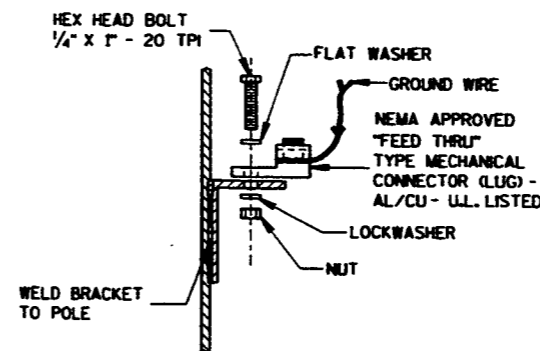 HEX HEAD BOLT
1/4" X 1" - 20 TPI
FLAT WASHER
GROUND WIRE
NEMA APPROVED
"FEED THRU"
TYPE MECHANICAL
CONNECTOR (LUG) -
AL/CU - U.L. LISTED
LOCKWASHER
NUT
WELD BRACKET
TO POLE